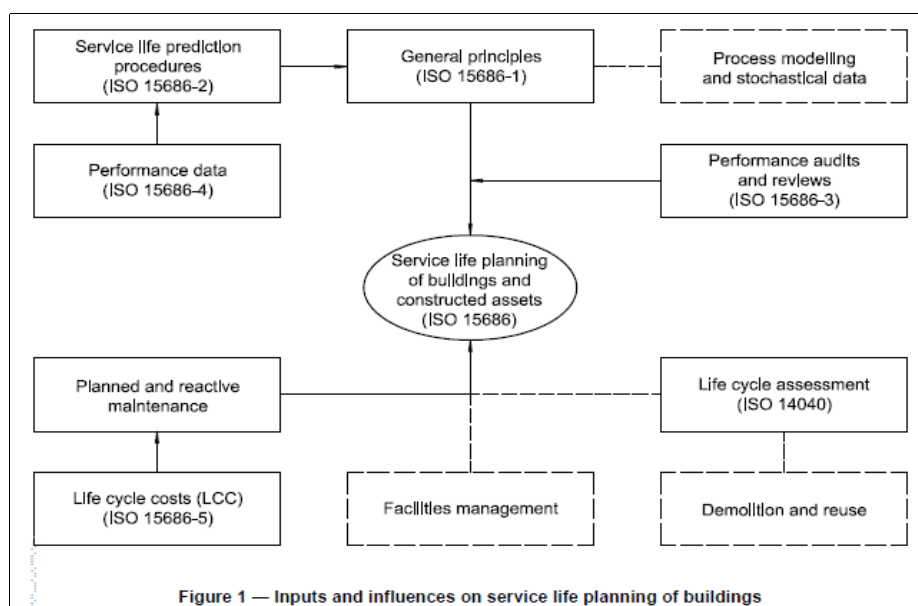 Service life prediction
procedures
(ISO 15686-2)
General principles
(ISO 15686-1)
Process modelling
and stochastical data
Performance data
(ISO 15686-4)
Performance audits
and reviews
(ISO 15686-3)
Service life planning
of buildings and
constructed assets
(ISO 15686)
Planned and reactive
maintenance
Life cycle assessment
(ISO 14040)
Life cycle costs (LCC)
(ISO 15686-5)
Facilities management
Demolition and reuse
Figure 1 — Inputs and influences on service life planning of buildings